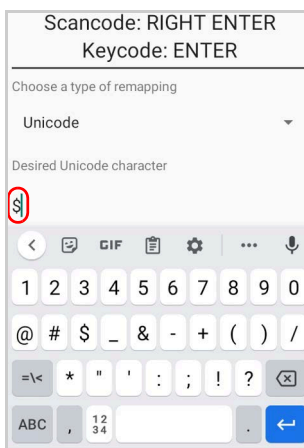 Scancode: RIGHT ENTER
Keycode: ENTER
Choose a type of remapping
Unicode
Desired Unicode character
$
GIF
1 2 3 4 5 6 7 8 9 0
@ # $ _ & - + ( ) /
=\< * " ' : ; ! ?
ABC , 12 34 .